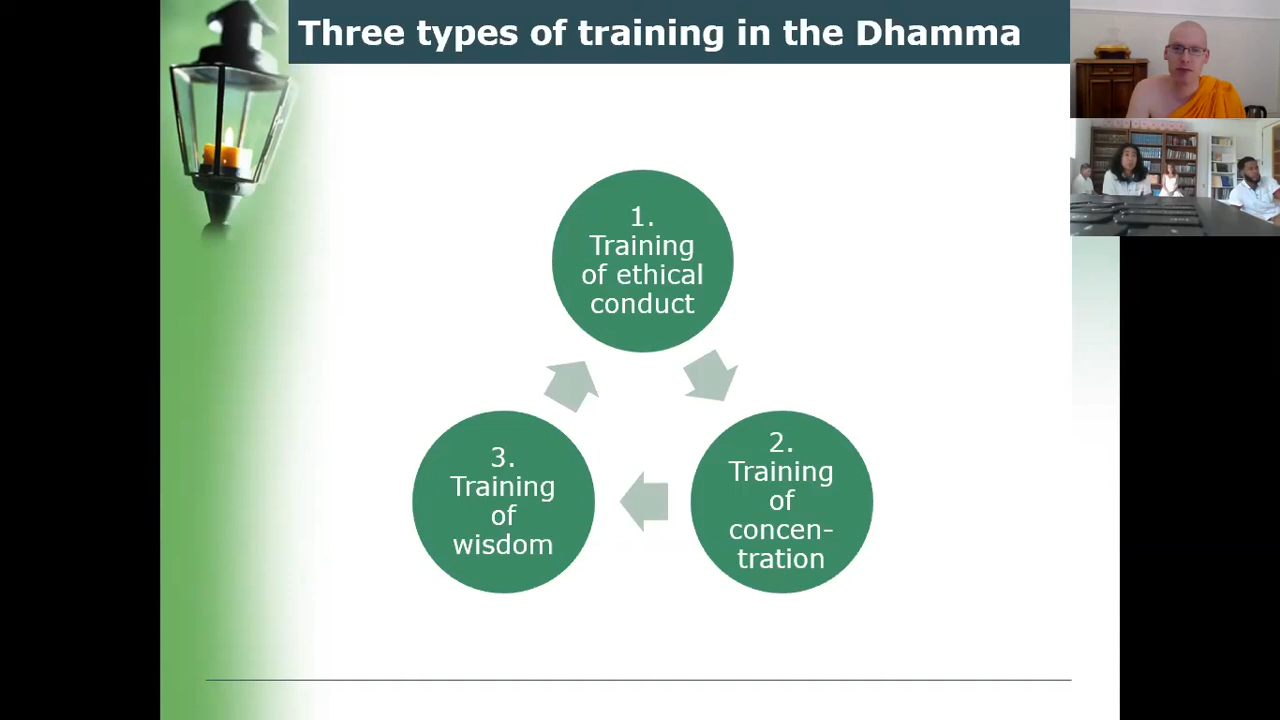 Three types of training in the Dhamma
1.
Training
of ethical
conduct
2.
Training
of
concen-
tration
3.
Training
of
wisdom